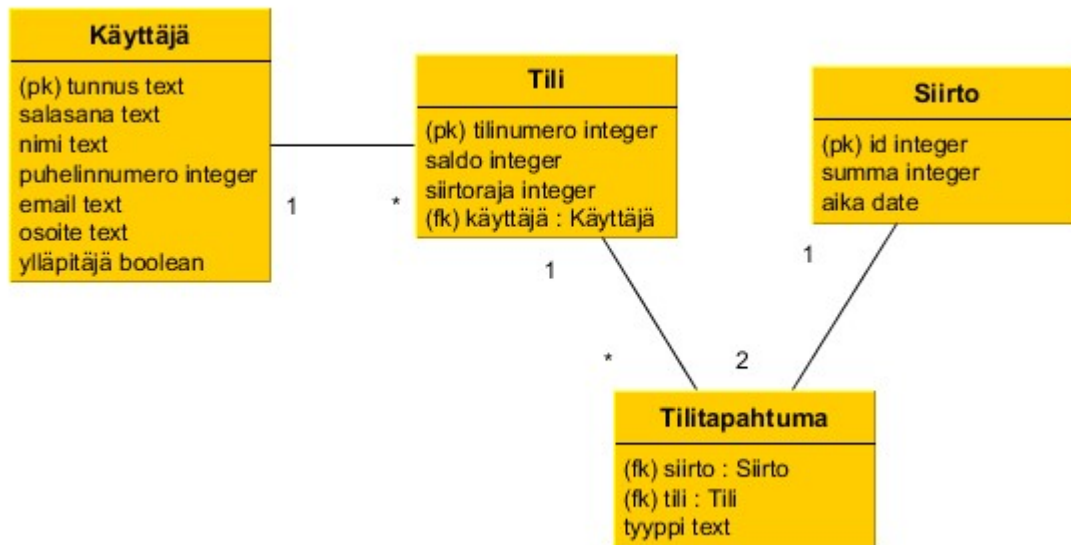 Käyttäjä
(pk) tunnus text
salasana text
nimi text
puhelinnumero integer
email text
osoite text
ylläpitäjä boolean
1
*
Tili
(pk) tilinumero integer
saldo integer
siirtoraja integer
(fk) käyttäjä : Käyttäjä
Siirto
(pk) id integer
summa integer
aika date
1
1
*
2
Tilitapahtuma
(fk) siirto : Siirto
(fk) tili : Tili
tyyppi text